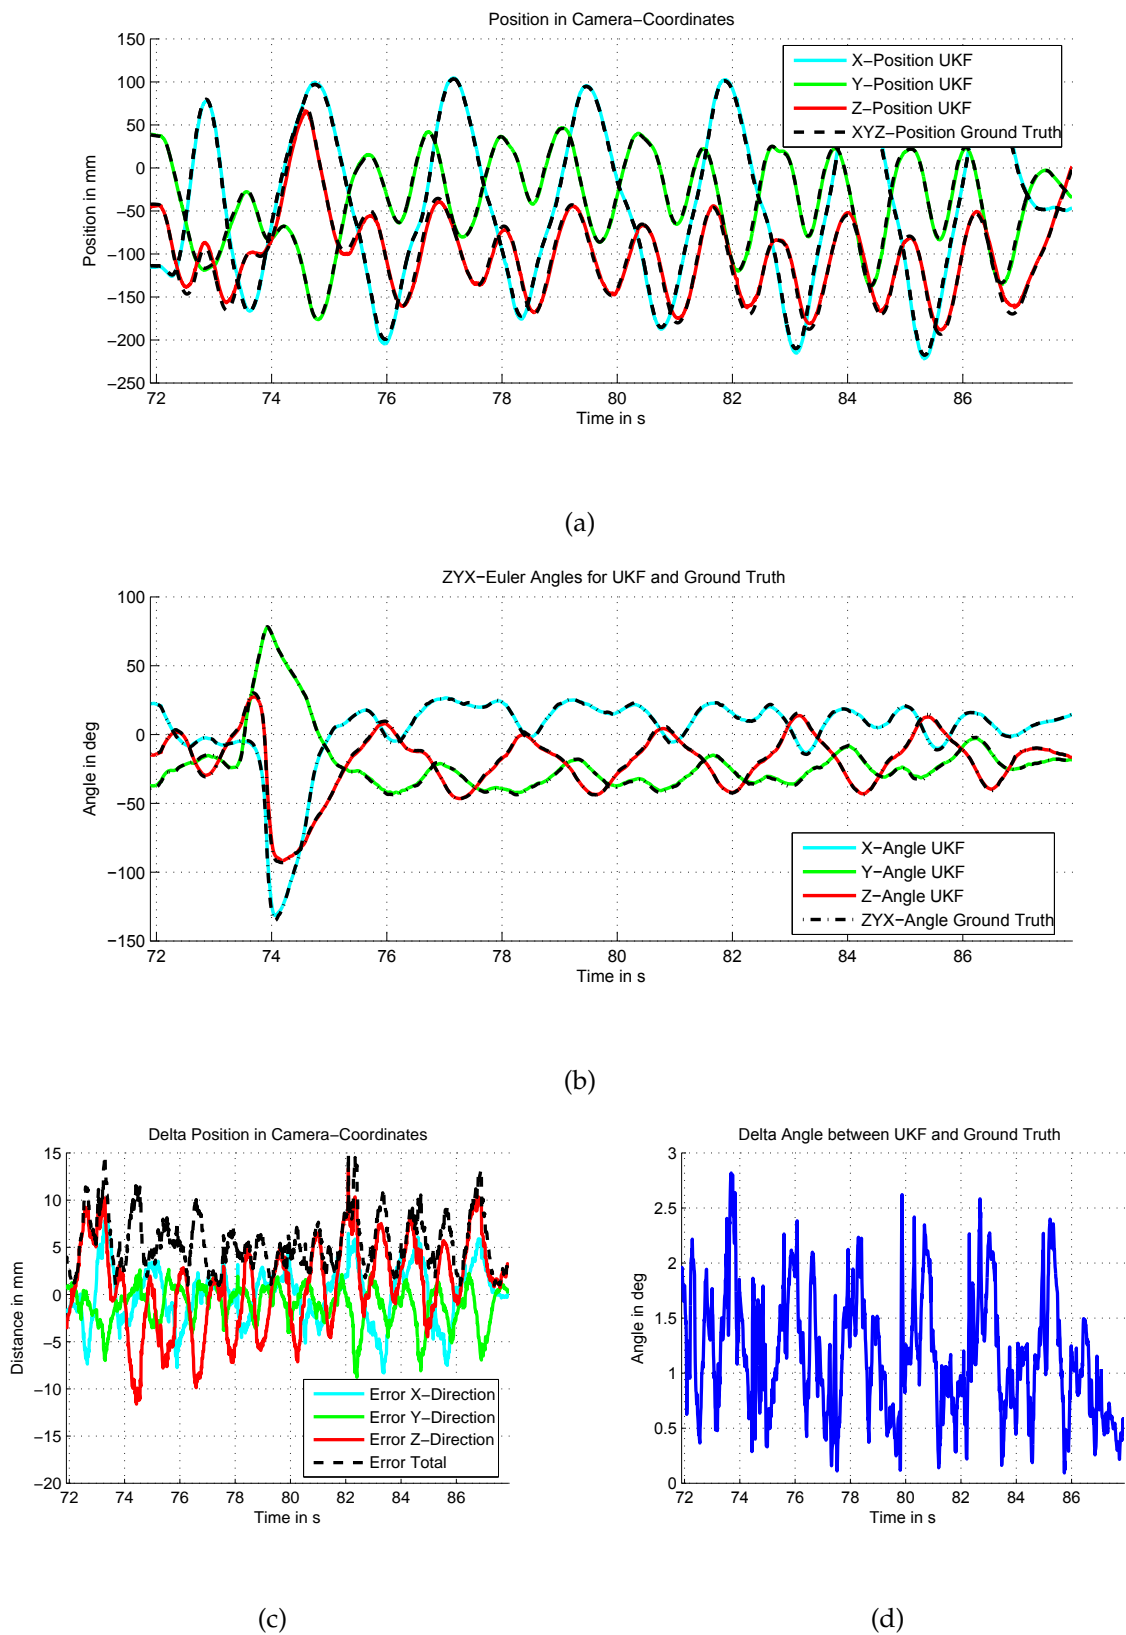 Position in Camera−Coordinates
150
100
50
0
−50
−100
−150
−200
−250
Position in mm
X−Position UKF
Y−Position UKF
Z−Position UKF
XYZ−Position Ground Truth
72 74 76 78 80 82 84 86
Time in s
(a)
ZYX−Euler Angles for UKF and Ground Truth
100
50
0
−50
−100
−150
Angle in deg
X−Angle UKF
Y−Angle UKF
Z−Angle UKF
ZYX−Angle Ground Truth
72 74 76 78 80 82 84 86
Time in s
(b)
Delta Position in Camera−Coordinates
15
10
5
0
−5
−10
−15
−20
Distance in mm
Error X−Direction
Error Y−Direction
Error Z−Direction
Error Total
72 74 76 78 80 82 84 86
Time in s
(c)
Delta Angle between UKF and Ground Truth
3
2.5
2
1.5
1
0.5
0
Angle in deg
72 74 76 78 80 82 84 86
Time in s
(d)